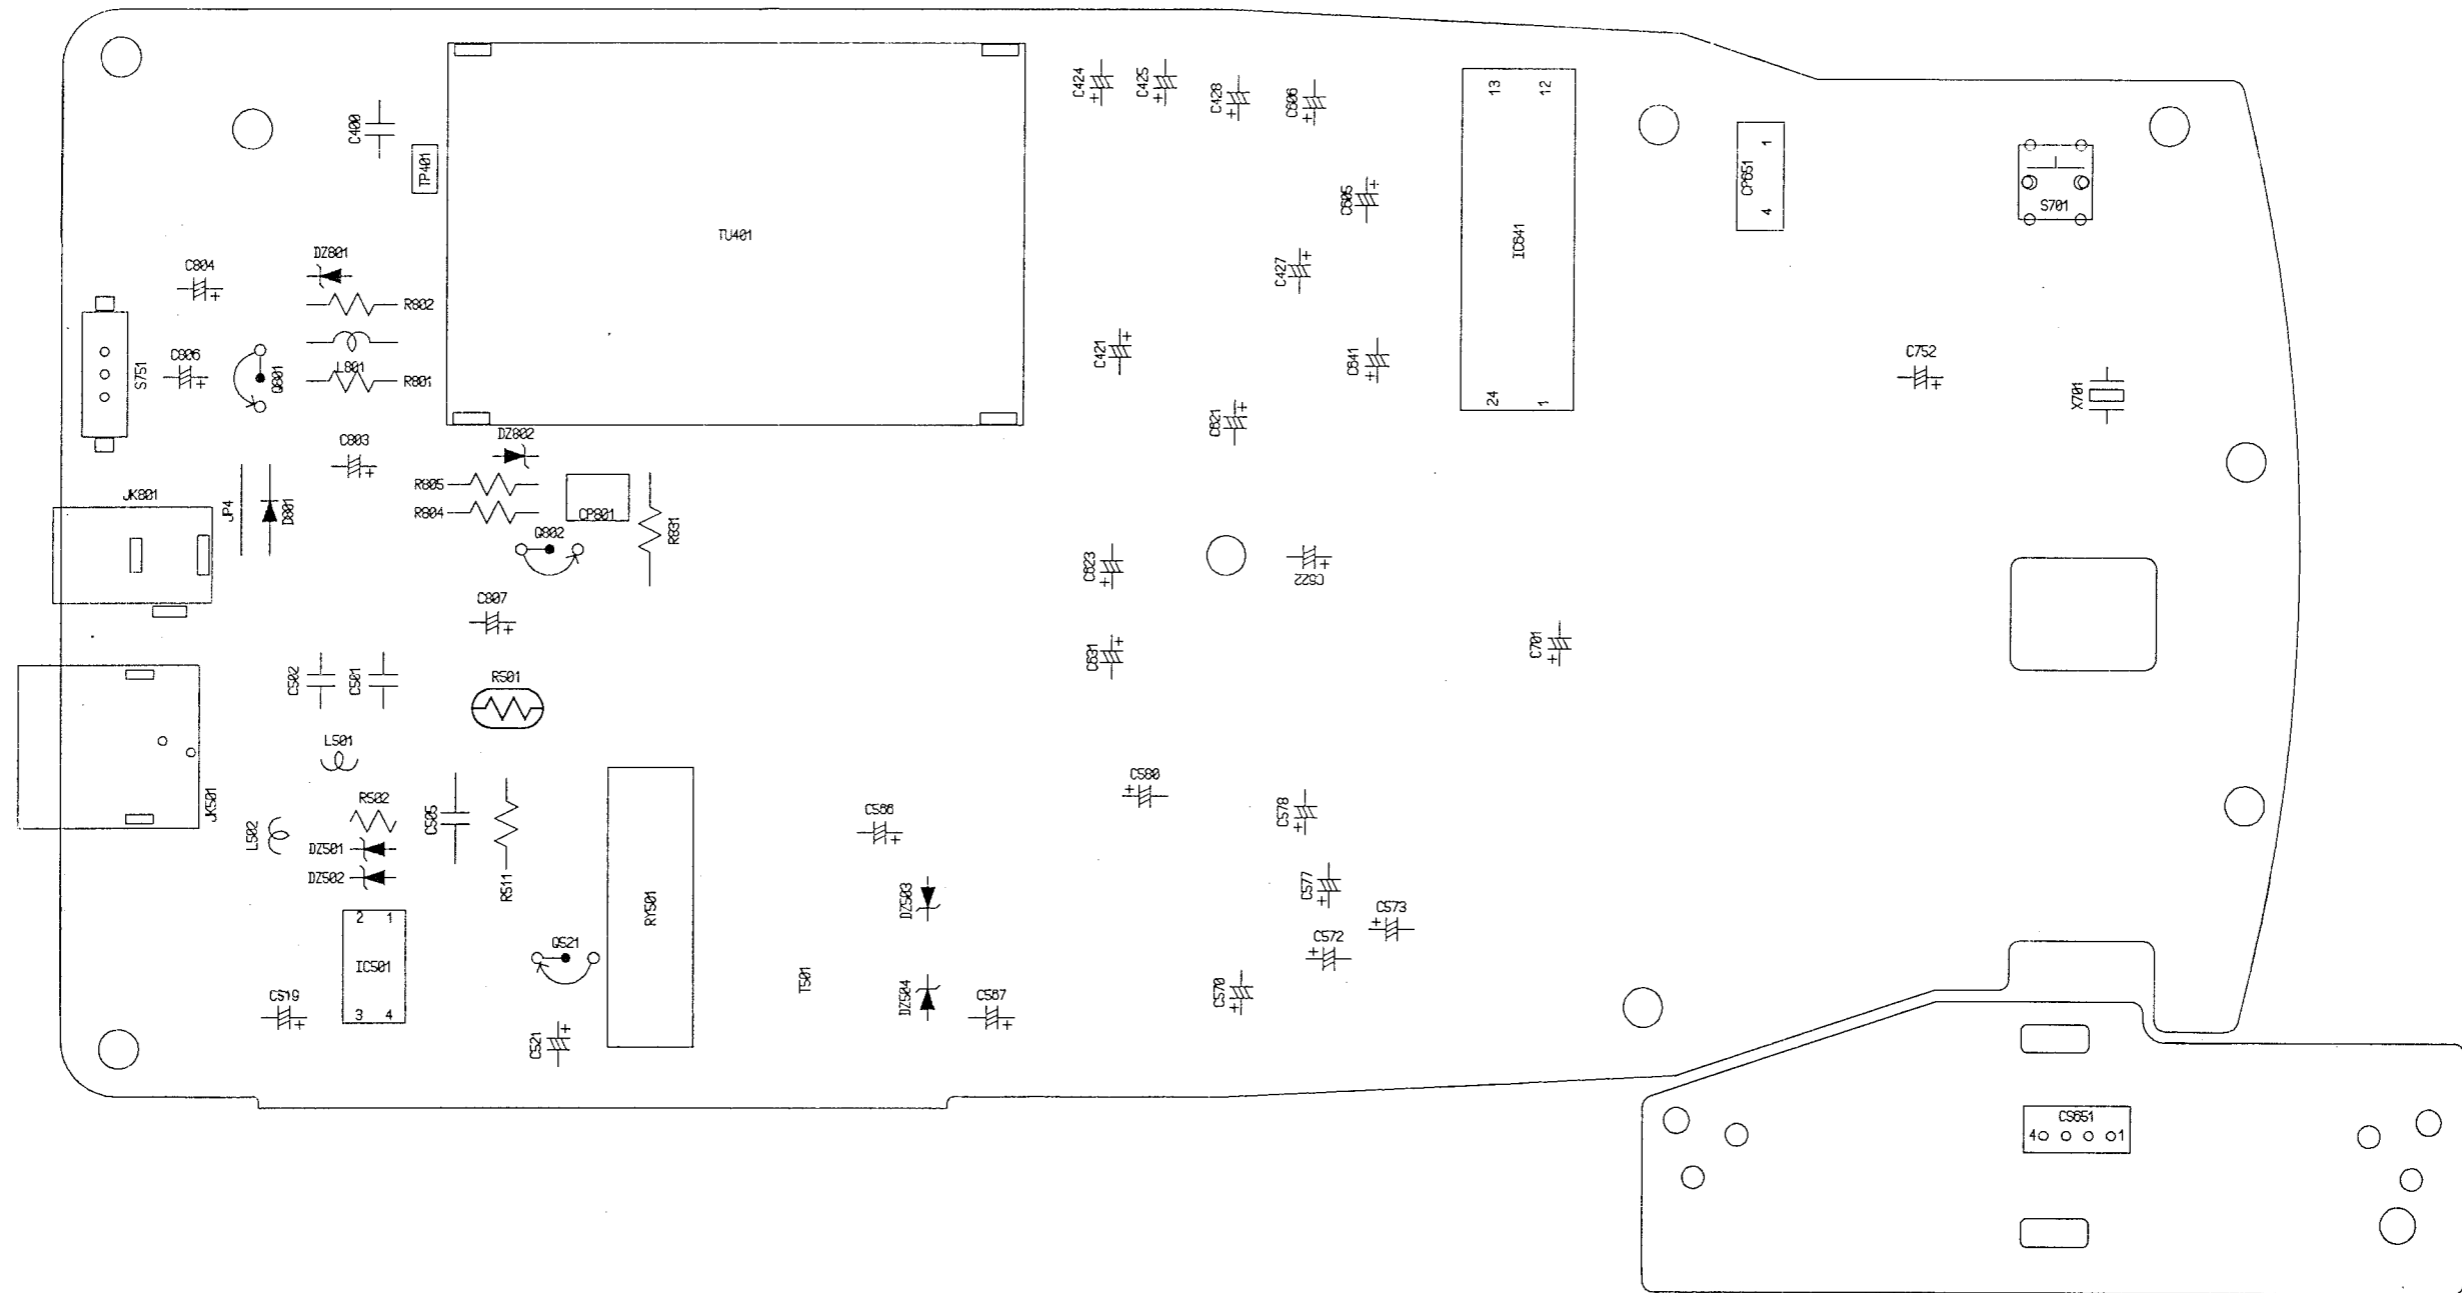 C424
+
C425
+
C428
+
C606
+
13
12
C400
TP401
CP651
1
4
S701
C605
+
TU401
IC641
C427
+
DZ801
C804
+
R802
C421
+
C641
+
C752
+
S751
C806
+
Q801
L801
R801
X701
24
1
C621
+
DZ802
C803
+
R805
JK801
JP4
D801
R804
CP801
R831
Q802
C623
+
C622
+
C807
+
C631
+
C701
+
C502
C501
R501
L501
C580
+
JK501
R502
C505
C566
+
C578
+
L502
DZ501
DZ502
R511
C577
+
2
1
RY501
DZ503
C573
+
Q521
C572
+
IC501
T501
C519
+
3
4
DZ504
C567
+
C570
+
C521
+
CS651
4
1